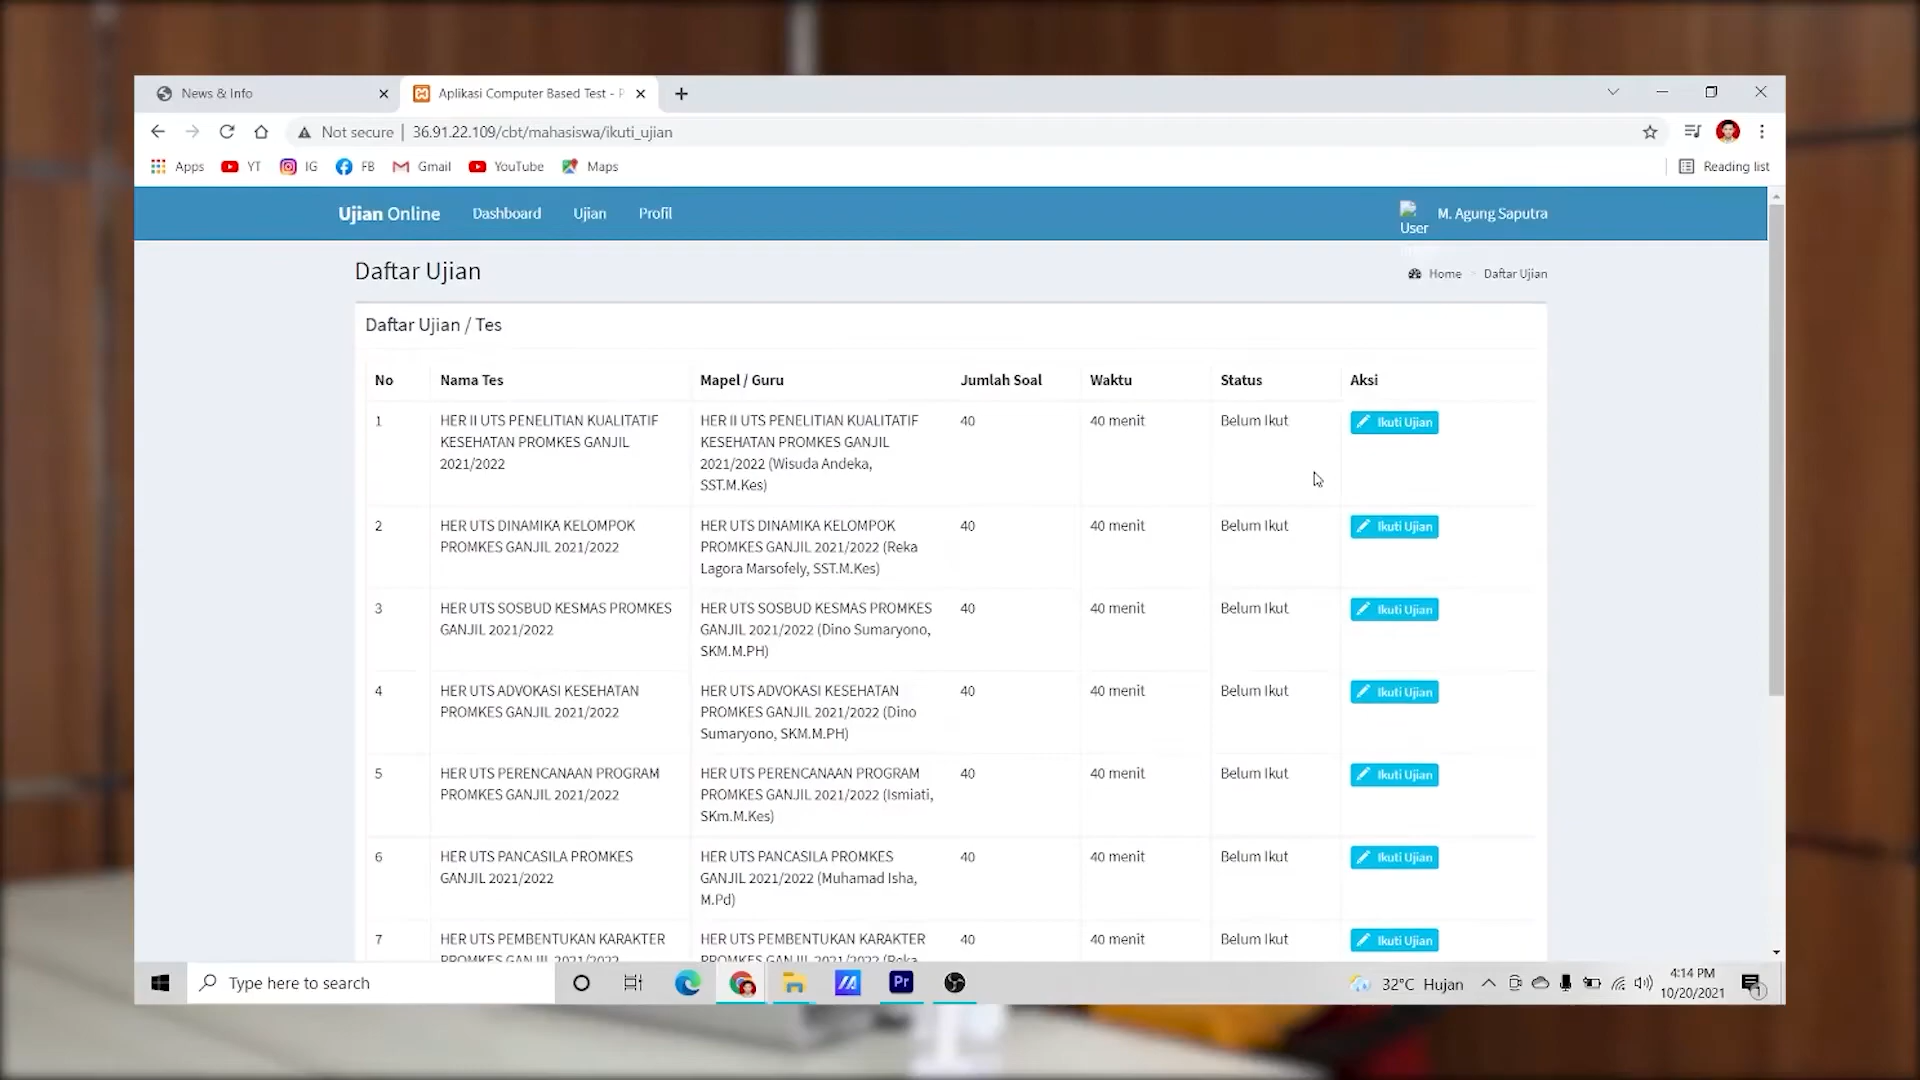 News & Info
Aplikasi Computer Based Test - P
Not secure | 36.91.22.109/cbt/mahasiswa/ikuti_ujian
Apps YT IG FB Gmail YouTube Maps Reading list
Ujian Online Dashboard Ujian Profil User M. Agung Saputra
Daftar Ujian Home Daftar Ujian
Daftar Ujian / Tes
No Nama Tes Mapel / Guru Jumlah Soal Waktu Status Aksi
1 HER II UTS PENELITIAN KUALITATIF HER II UTS PENELITIAN KUALITATIF 40 40 menit Belum Ikut Ikuti Ujian
KESEHATAN PROMKES GANJIL KESEHATAN PROMKES GANJIL
2021/2022 2021/2022 (Wisuda Andeka,
SST.M.Kes)
2 HER UTS DINAMIKA KELOMPOK HER UTS DINAMIKA KELOMPOK 40 40 menit Belum Ikut Ikuti Ujian
PROMKES GANJIL 2021/2022 PROMKES GANJIL 2021/2022 (Reka
Lagora Marsofely, SST.M.Kes)
3 HER UTS SOSBUD KESMAS PROMKES HER UTS SOSBUD KESMAS PROMKES 40 40 menit Belum Ikut Ikuti Ujian
GANJIL 2021/2022 GANJIL 2021/2022 (Dino Sumaryono,
SKM.M.PH)
4 HER UTS ADVOKASI KESEHATAN HER UTS ADVOKASI KESEHATAN 40 40 menit Belum Ikut Ikuti Ujian
PROMKES GANJIL 2021/2022 PROMKES GANJIL 2021/2022 (Dino
Sumaryono, SKM.M.PH)
5 HER UTS PERENCANAAN PROGRAM HER UTS PERENCANAAN PROGRAM 40 40 menit Belum Ikut Ikuti Ujian
PROMKES GANJIL 2021/2022 PROMKES GANJIL 2021/2022 (Ismiati,
SKm.M.Kes)
6 HER UTS PANCASILA PROMKES HER UTS PANCASILA PROMKES 40 40 menit Belum Ikut Ikuti Ujian
GANJIL 2021/2022 GANJIL 2021/2022 (Muhamad Isha,
M.Pd)
7 HER UTS PEMBENTUKAN KARAKTER HER UTS PEMBENTUKAN KARAKTER 40 40 menit Belum Ikut Ikuti Ujian
PROMKES GANJIL 2021/2022 PROMKES GANJIL 2021/2022 (Reka
Type here to search Pr 32°C Hujan 4:14 PM
10/20/2021 1